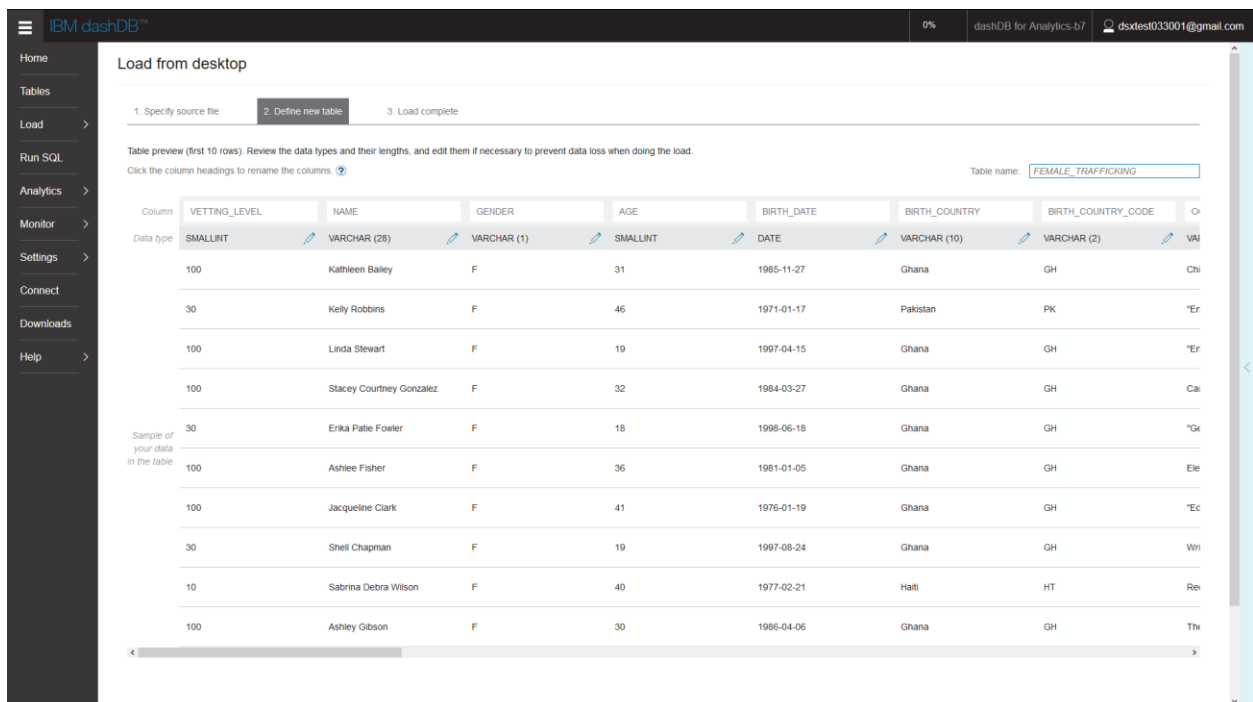 IBM dashDB™ 0% dashDB for Analytics-b7 dsxtest033001@gmail.com
Home
Tables
Load
Run SQL
Analytics
Monitor
Settings
Connect
Downloads
Help
Load from desktop
1. Specify source file 2. Define new table 3. Load complete
Table preview (first 10 rows). Review the data types and their lengths, and edit them if necessary to prevent data loss when doing the load.
Click the column headings to rename the columns. ? Table name: FEMALE_TRAFFICKING
Column VETTING_LEVEL NAME GENDER AGE BIRTH_DATE BIRTH_COUNTRY BIRTH_COUNTRY_CODE
Data type SMALLINT VARCHAR (28) VARCHAR (1) SMALLINT DATE VARCHAR (10) VARCHAR (2)
Sample of
your data
in the table
100 Kathleen Bailey F 31 1985-11-27 Ghana GH Chi
30 Kelly Robbins F 46 1971-01-17 Pakistan PK "En
100 Linda Stewart F 19 1997-04-15 Ghana GH "En
100 Stacey Courtney Gonzalez F 32 1984-03-27 Ghana GH Car
30 Erika Patie Fowler F 18 1998-06-18 Ghana GH "Ge
100 Ashlee Fisher F 36 1981-01-05 Ghana GH Ele
100 Jacqueline Clark F 41 1976-01-19 Ghana GH "Ec
30 Shell Chapman F 19 1997-08-24 Ghana GH Wri
10 Sabrina Debra Wilson F 40 1977-02-21 Haiti HT Re
100 Ashley Gibson F 30 1986-04-06 Ghana GH The